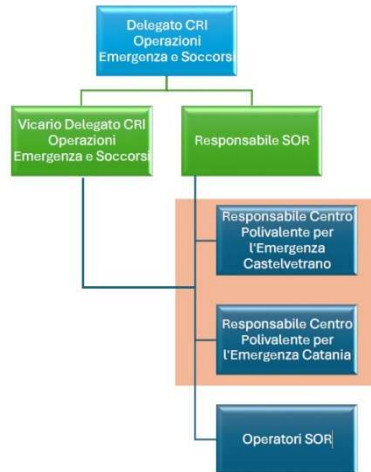 Delegato CRI
Operazioni
Emergenza e Soccorsi
Vicario Delegato CRI
Operazioni
Emergenza e Soccorsi
Responsabile SOR
Responsabile Centro
Polivalente per
l'Emergenza
Castelvetrano
Responsabile Centro
Polivalente per
l'Emergenza Catania
Operatori SOR